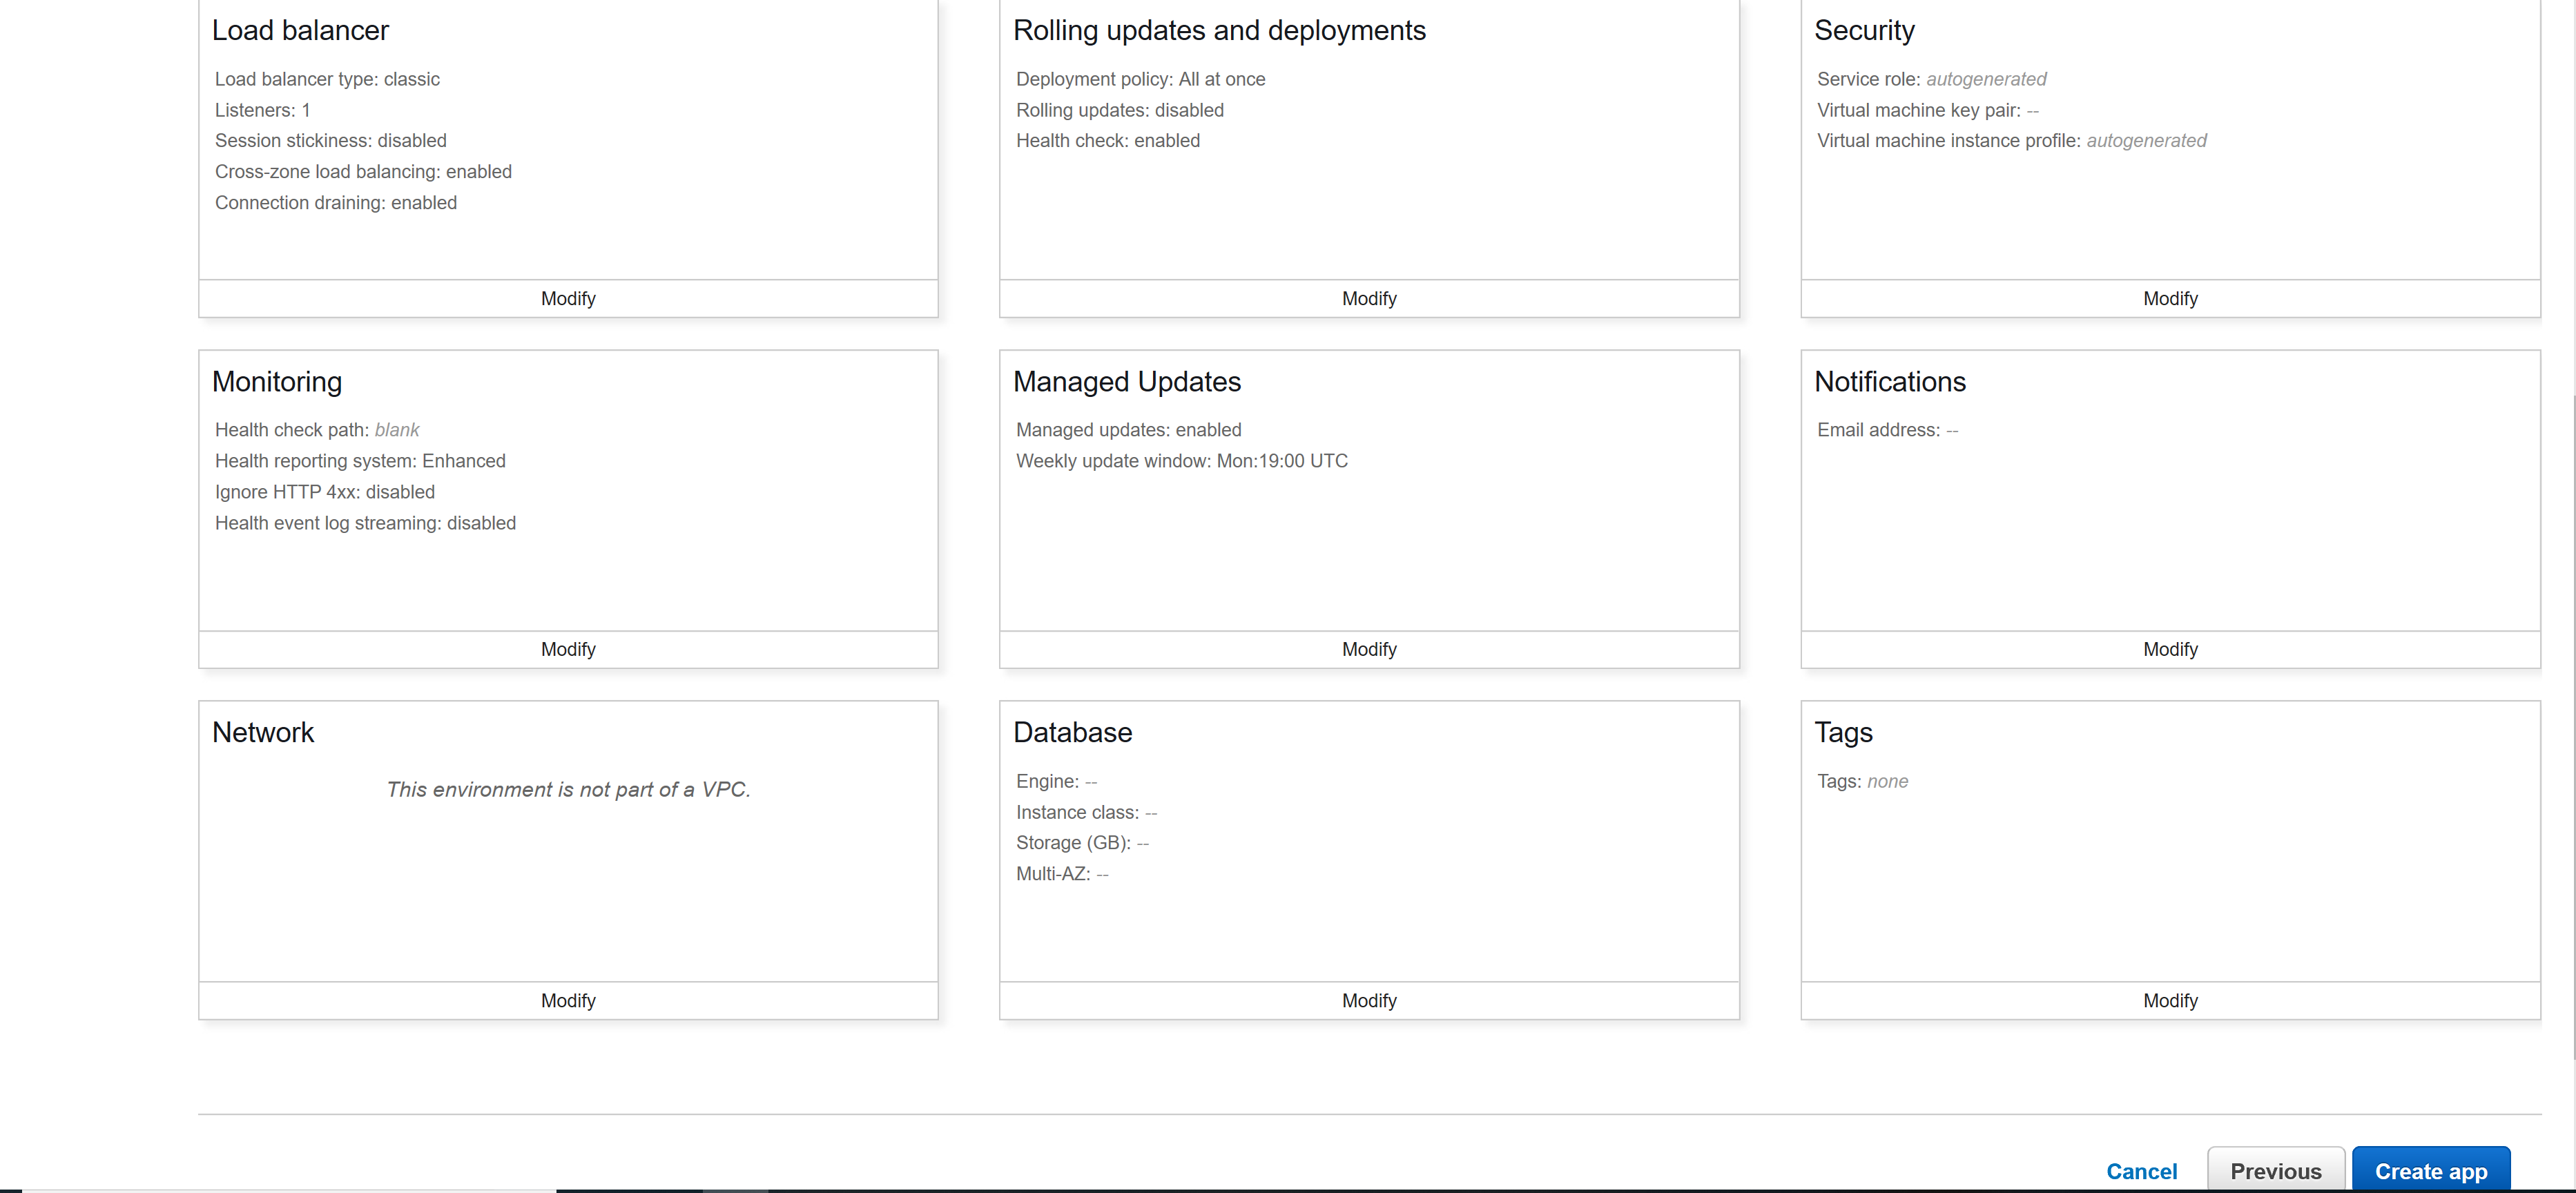 Load balancer
Load balancer type: classic
Listeners: 1
Session stickiness: disabled
Cross-zone load balancing: enabled
Connection draining: enabled
Modify
Rolling updates and deployments
Deployment policy: All at once
Rolling updates: disabled
Health check: enabled
Modify
Security
Service role: autogenerated
Virtual machine key pair: --
Virtual machine instance profile: autogenerated
Modify
Monitoring
Health check path: blank
Health reporting system: Enhanced
Ignore HTTP 4xx: disabled
Health event log streaming: disabled
Modify
Managed Updates
Managed updates: enabled
Weekly update window: Mon:19:00 UTC
Modify
Notifications
Email address: --
Modify
Network
This environment is not part of a VPC.
Modify
Database
Engine: --
Instance class: --
Storage (GB): --
Multi-AZ: --
Modify
Tags
Tags: none
Modify
Cancel
Previous
Create app